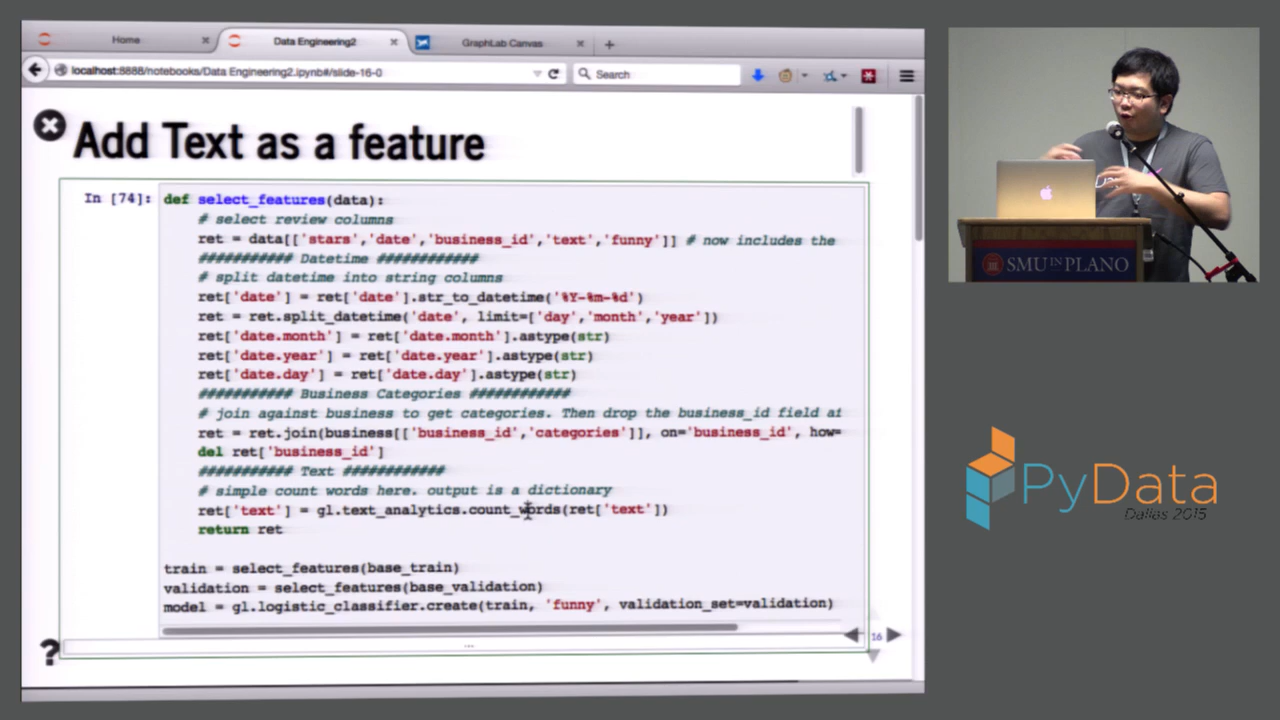 Home
Data Engineering2
GraphLab Canvas
localhost:8888/notebooks/Data Engineering2.ipynb#/slide-16-0
Search
Add Text as a feature
In [74]:
def select_features(data):
# select review columns
ret = data[['stars','date','business_id','text','funny']] # now includes the
########### Datetime ############
# split datetime into string columns
ret['date'] = ret['date'].str_to_datetime('%Y-%m-%d')
ret = ret.split_datetime('date', limit=['day','month','year'])
ret['date.month'] = ret['date.month'].astype(str)
ret['date.year'] = ret['date.year'].astype(str)
ret['date.day'] = ret['date.day'].astype(str)
########### Business Categories ############
# join against business to get categories. Then drop the business_id field
ret = ret.join(business[['business_id','categories']], on='business_id', how=
del ret['business_id']
########### Text ############
# simple count words here. output is a dictionary
ret['text'] = gl.text_analytics.count_words(ret['text'])
return ret
train = select_features(base_train)
validation = select_features(base_validation)
model = gl.logistic_classifier.create(train, 'funny', validation_set=validation)
16
?
SMU IN PLANO
PyData
Dallas 2015